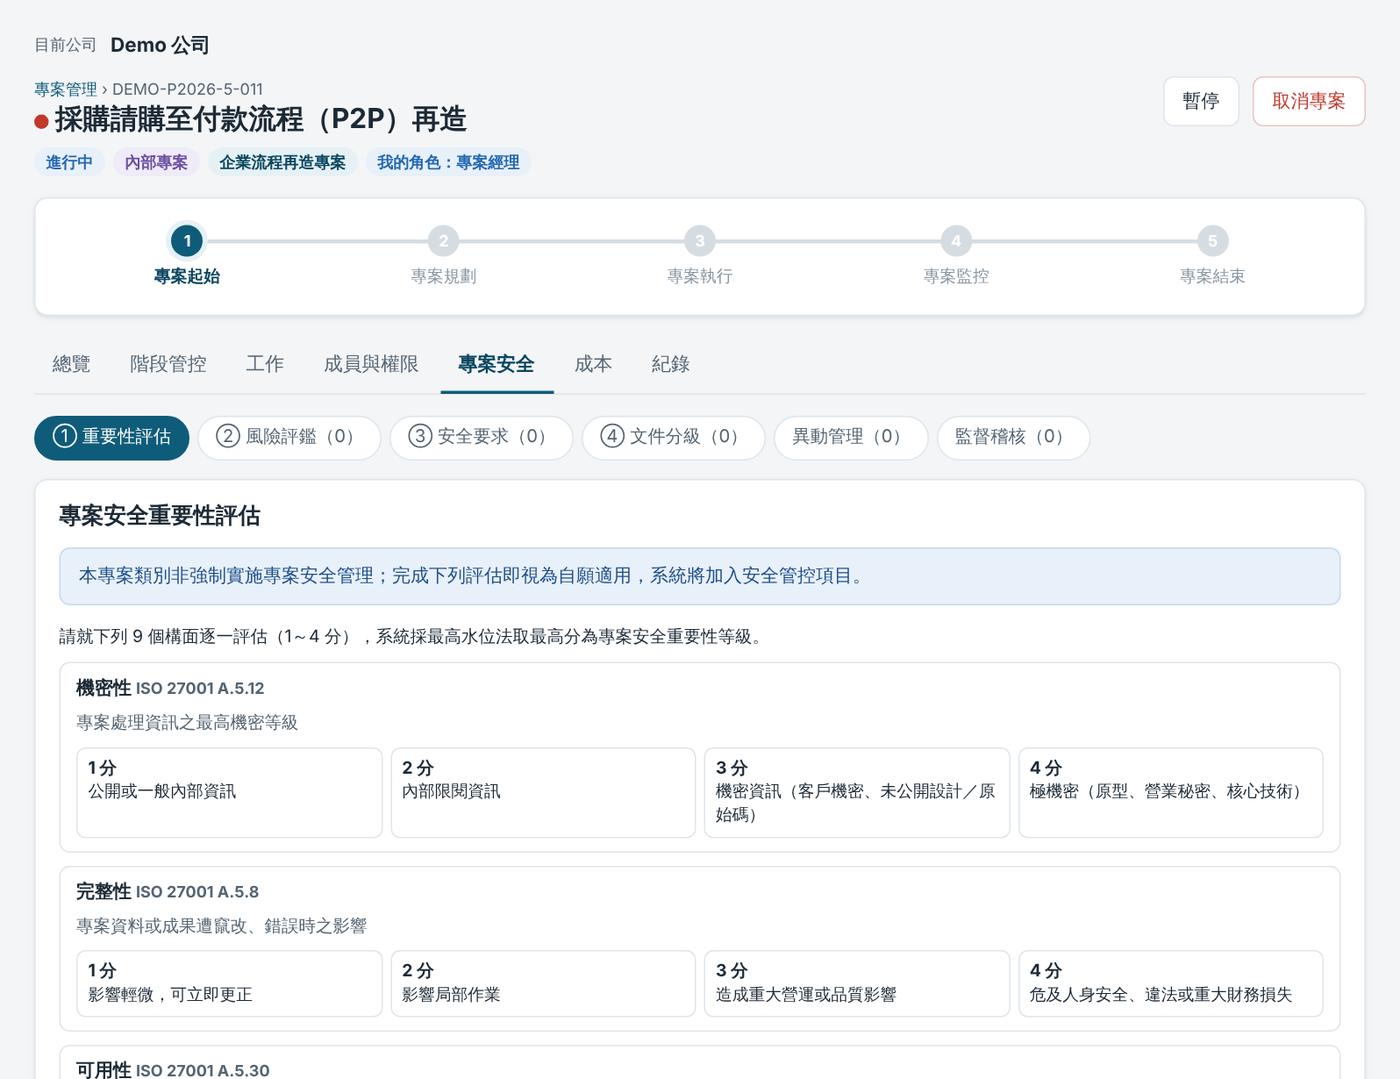 目前公司 Demo 公司
專案管理 › DEMO-P2026-5-011
採購請購至付款流程（P2P）再造
暫停
取消專案
進行中 內部專案 企業流程再造專案 我的角色：專案經理
1 2 3 4 5
專案起始 專案規劃 專案執行 專案監控 專案結束
總覽 階段管控 工作 成員與權限 專案安全 成本 紀錄
① 重要性評估 ② 風險評鑑（0） ③ 安全要求（0） ④ 文件分級（0） 異動管理（0） 監督稽核（0）
專案安全重要性評估
本專案類別非強制實施專案安全管理；完成下列評估即視為自願適用，系統將加入安全管控項目。
請就下列 9 個構面逐一評估（1～4 分），系統採最高水位法取最高分為專案安全重要性等級。
機密性 ISO 27001 A.5.12
專案處理資訊之最高機密等級
1 分
公開或一般內部資訊
2 分
內部限閱資訊
3 分
機密資訊（客戶機密、未公開設計／原
始碼）
4 分
極機密（原型、營業秘密、核心技術）
完整性 ISO 27001 A.5.8
專案資料或成果遭竄改、錯誤時之影響
1 分
影響輕微，可立即更正
2 分
影響局部作業
3 分
造成重大營運或品質影響
4 分
危及人身安全、違法或重大財務損失
可用性 ISO 27001 A.5.30